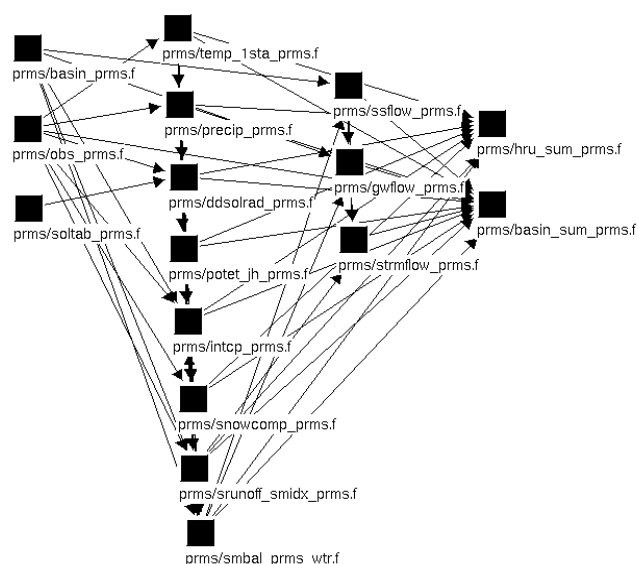 prms/temp_1sta_prms.f
prms/basin_prms.f
prms/ssflow_prms.f
prms/precip_prms.f
prms/hru_sum_prms.f
prms/obs_prms.f
prms/gwflow_prms.f
prms/ddsolrad_prms.f
prms/basin_sum_prms.f
prms/soltab_prms.f
prms/strmflow_prms.f
prms/potet_jh_prms.f
prms/intcp_prms.f
prms/snowcomp_prms.f
prms/srunoff_smidx_prms.f
prms/smbal_prms_wtr.f